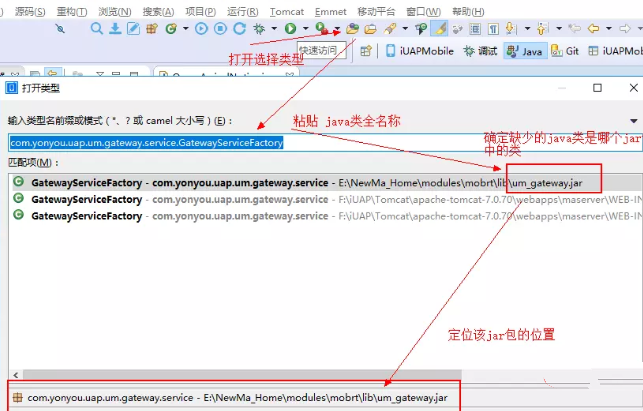 源码(S) 重构(T) 导航(N) 搜索(A) 项目(P) 运行(R) Tomcat Emmet 移动平台 窗口(W) 帮助(H)
打开选择类型
快速访问 iUAPMobile 调试 Java Git iUAPMobile
打开类型
输入类型名前缀或模式（*、? 或 camel 大小写）(E)：
粘贴 java类全名称
确定缺少的java类是哪个jar
中的类
com.yonyou.uap.um.gateway.service.GatewayServiceFactory
匹配项(M)：
GatewayServiceFactory - com.yonyou.uap.um.gateway.service - E:\NewMa_Home\modules\mobrt\lib\um_gateway.jar
GatewayServiceFactory - com.yonyou.uap.um.gateway.service - F:\iUAP\Tomcat\apache-tomcat-7.0.70\webapps\maserver\WEB-IN
GatewayServiceFactory - com.yonyou.uap.um.gateway.service - F:\iUAP\Tomcat\apache-tomcat-7.0.70\webapps\maserver\WEB-IN
定位该jar包的位置
com.yonyou.uap.um.gateway.service - E:\NewMa_Home\modules\mobrt\lib\um_gateway.jar